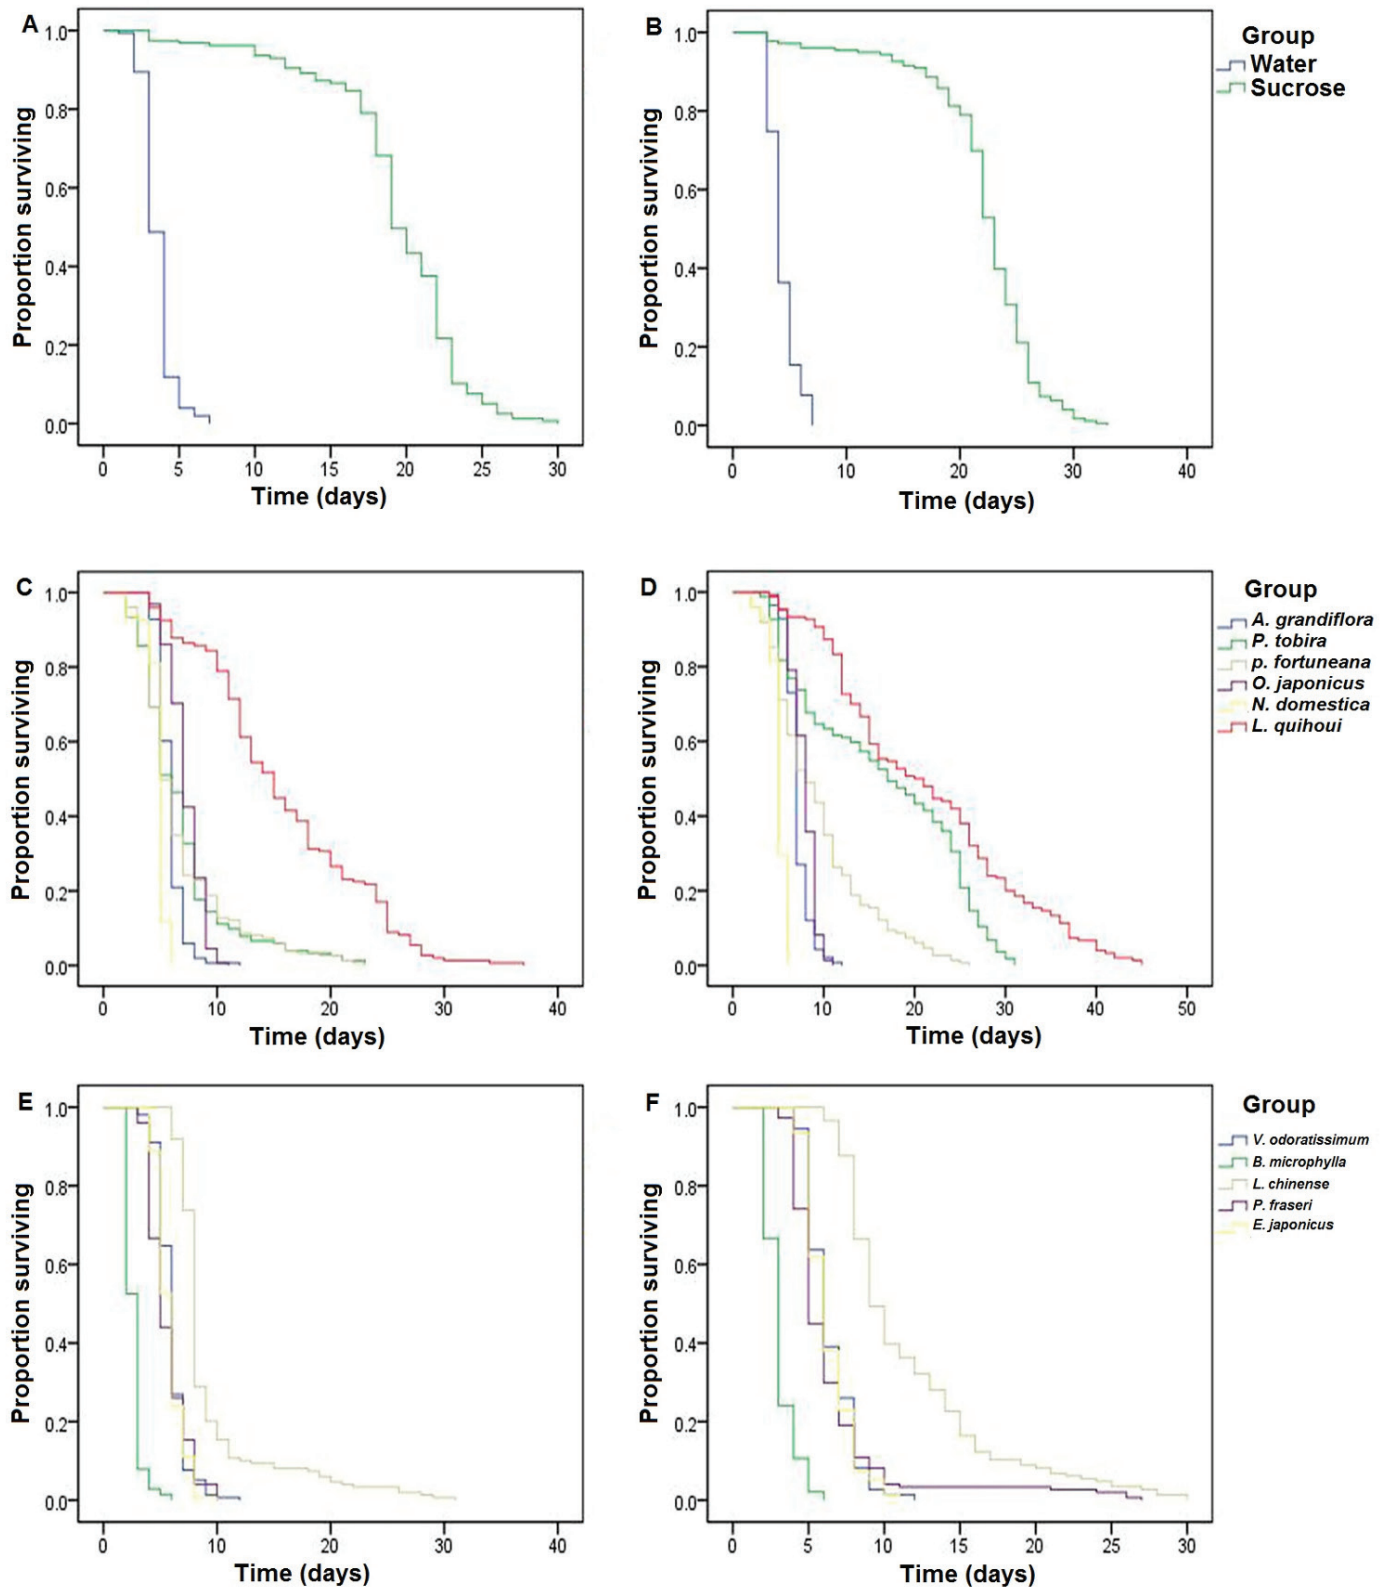 A
1.0
0.8
0.6
0.4
0.2
0.0
Proportion surviving
0 5 10 15 20 25 30
Time (days)
B
1.0
0.8
0.6
0.4
0.2
0.0
Proportion surviving
0 10 20 30 40
Time (days)
Group
Water
Sucrose
C
1.0
0.8
0.6
0.4
0.2
0.0
Proportion surviving
0 10 20 30 40
Time (days)
D
1.0
0.8
0.6
0.4
0.2
0.0
Proportion surviving
0 10 20 30 40 50
Time (days)
Group
A. grandiflora
P. tobira
p. fortuneana
O. japonicus
N. domestica
L. quihoui
E
1.0
0.8
0.6
0.4
0.2
0.0
Proportion surviving
0 10 20 30 40
Time (days)
F
1.0
0.8
0.6
0.4
0.2
0.0
Proportion surviving
0 5 10 15 20 25 30
Time (days)
Group
V. odoratissimum
B. microphylla
L. chinense
P. fraseri
E. japonicus